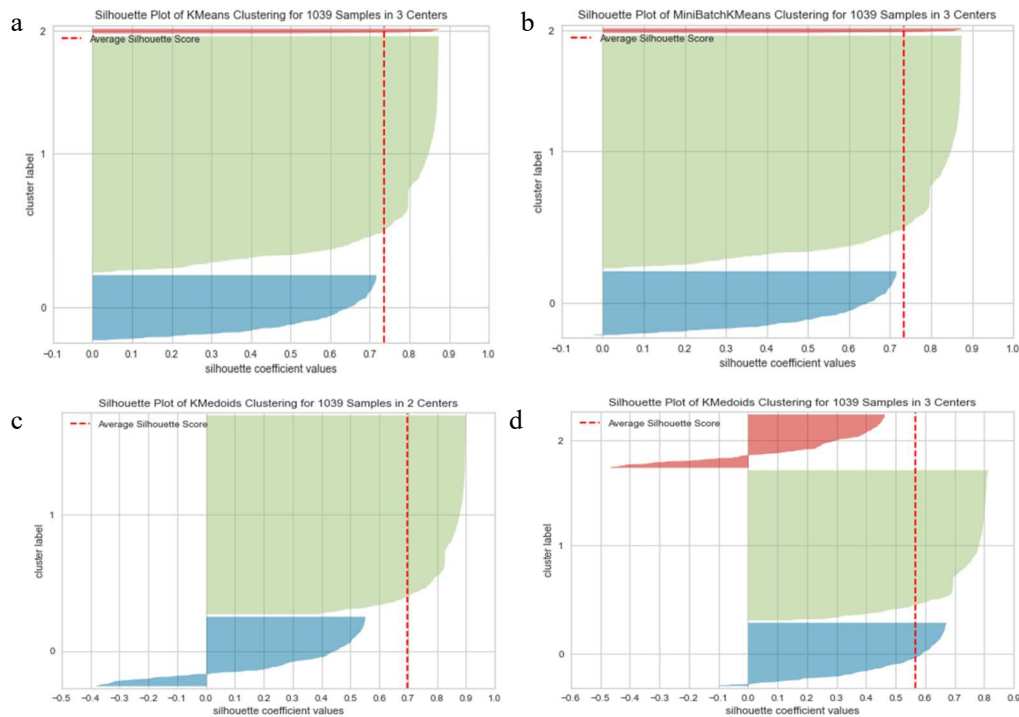 a
Silhouette Plot of KMeans Clustering for 1039 Samples in 3 Centers
Average Silhouette Score
cluster label
2
1
0
−0.1 0.0 0.1 0.2 0.3 0.4 0.5 0.6 0.7 0.8 0.9 1.0
silhouette coefficient values
b
Silhouette Plot of MiniBatchKMeans Clustering for 1039 Samples in 3 Centers
Average Silhouette Score
cluster label
2
1
0
−0.1 0.0 0.1 0.2 0.3 0.4 0.5 0.6 0.7 0.8 0.9 1.0
silhouette coefficient values
c
Silhouette Plot of KMedoids Clustering for 1039 Samples in 2 Centers
Average Silhouette Score
cluster label
1
0
−0.5 −0.4 −0.3 −0.2 −0.1 0.0 0.1 0.2 0.3 0.4 0.5 0.6 0.7 0.8 0.9 1.0
silhouette coefficient values
d
Silhouette Plot of KMedoids Clustering for 1039 Samples in 3 Centers
Average Silhouette Score
cluster label
2
1
0
−0.6 −0.5 −0.4 −0.3 −0.2 −0.1 0.0 0.1 0.2 0.3 0.4 0.5 0.6 0.7 0.8 0.9
silhouette coefficient values